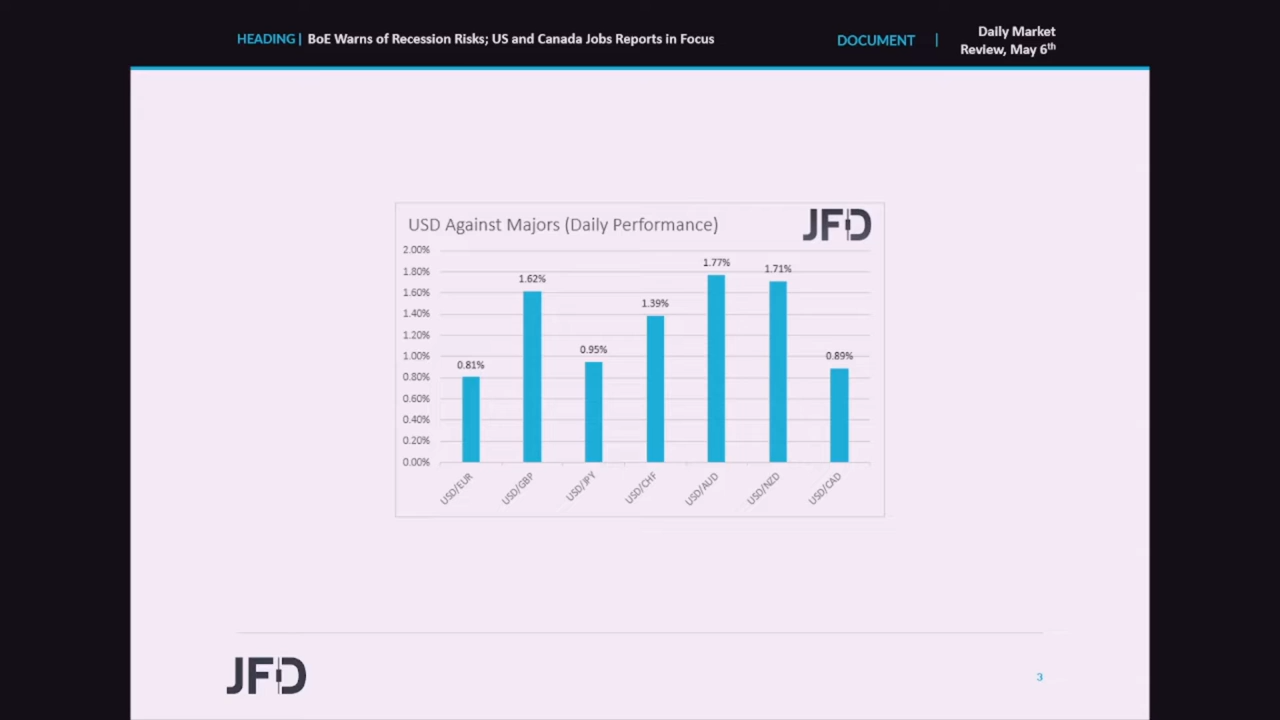 HEADING | BoE Warns of Recession Risks; US and Canada Jobs Reports in Focus
DOCUMENT |
Daily Market
Review, May 6th
USD Against Majors (Daily Performance)
JFD
2.00%
1.80%
1.60%
1.40%
1.20%
1.00%
0.80%
0.60%
0.40%
0.20%
0.00%
0.81%
1.62%
0.95%
1.39%
1.77%
1.71%
0.89%
USD/EUR
USD/GBP
USD/JPY
USD/CHF
USD/AUD
USD/NZD
USD/CAD
JFD
3